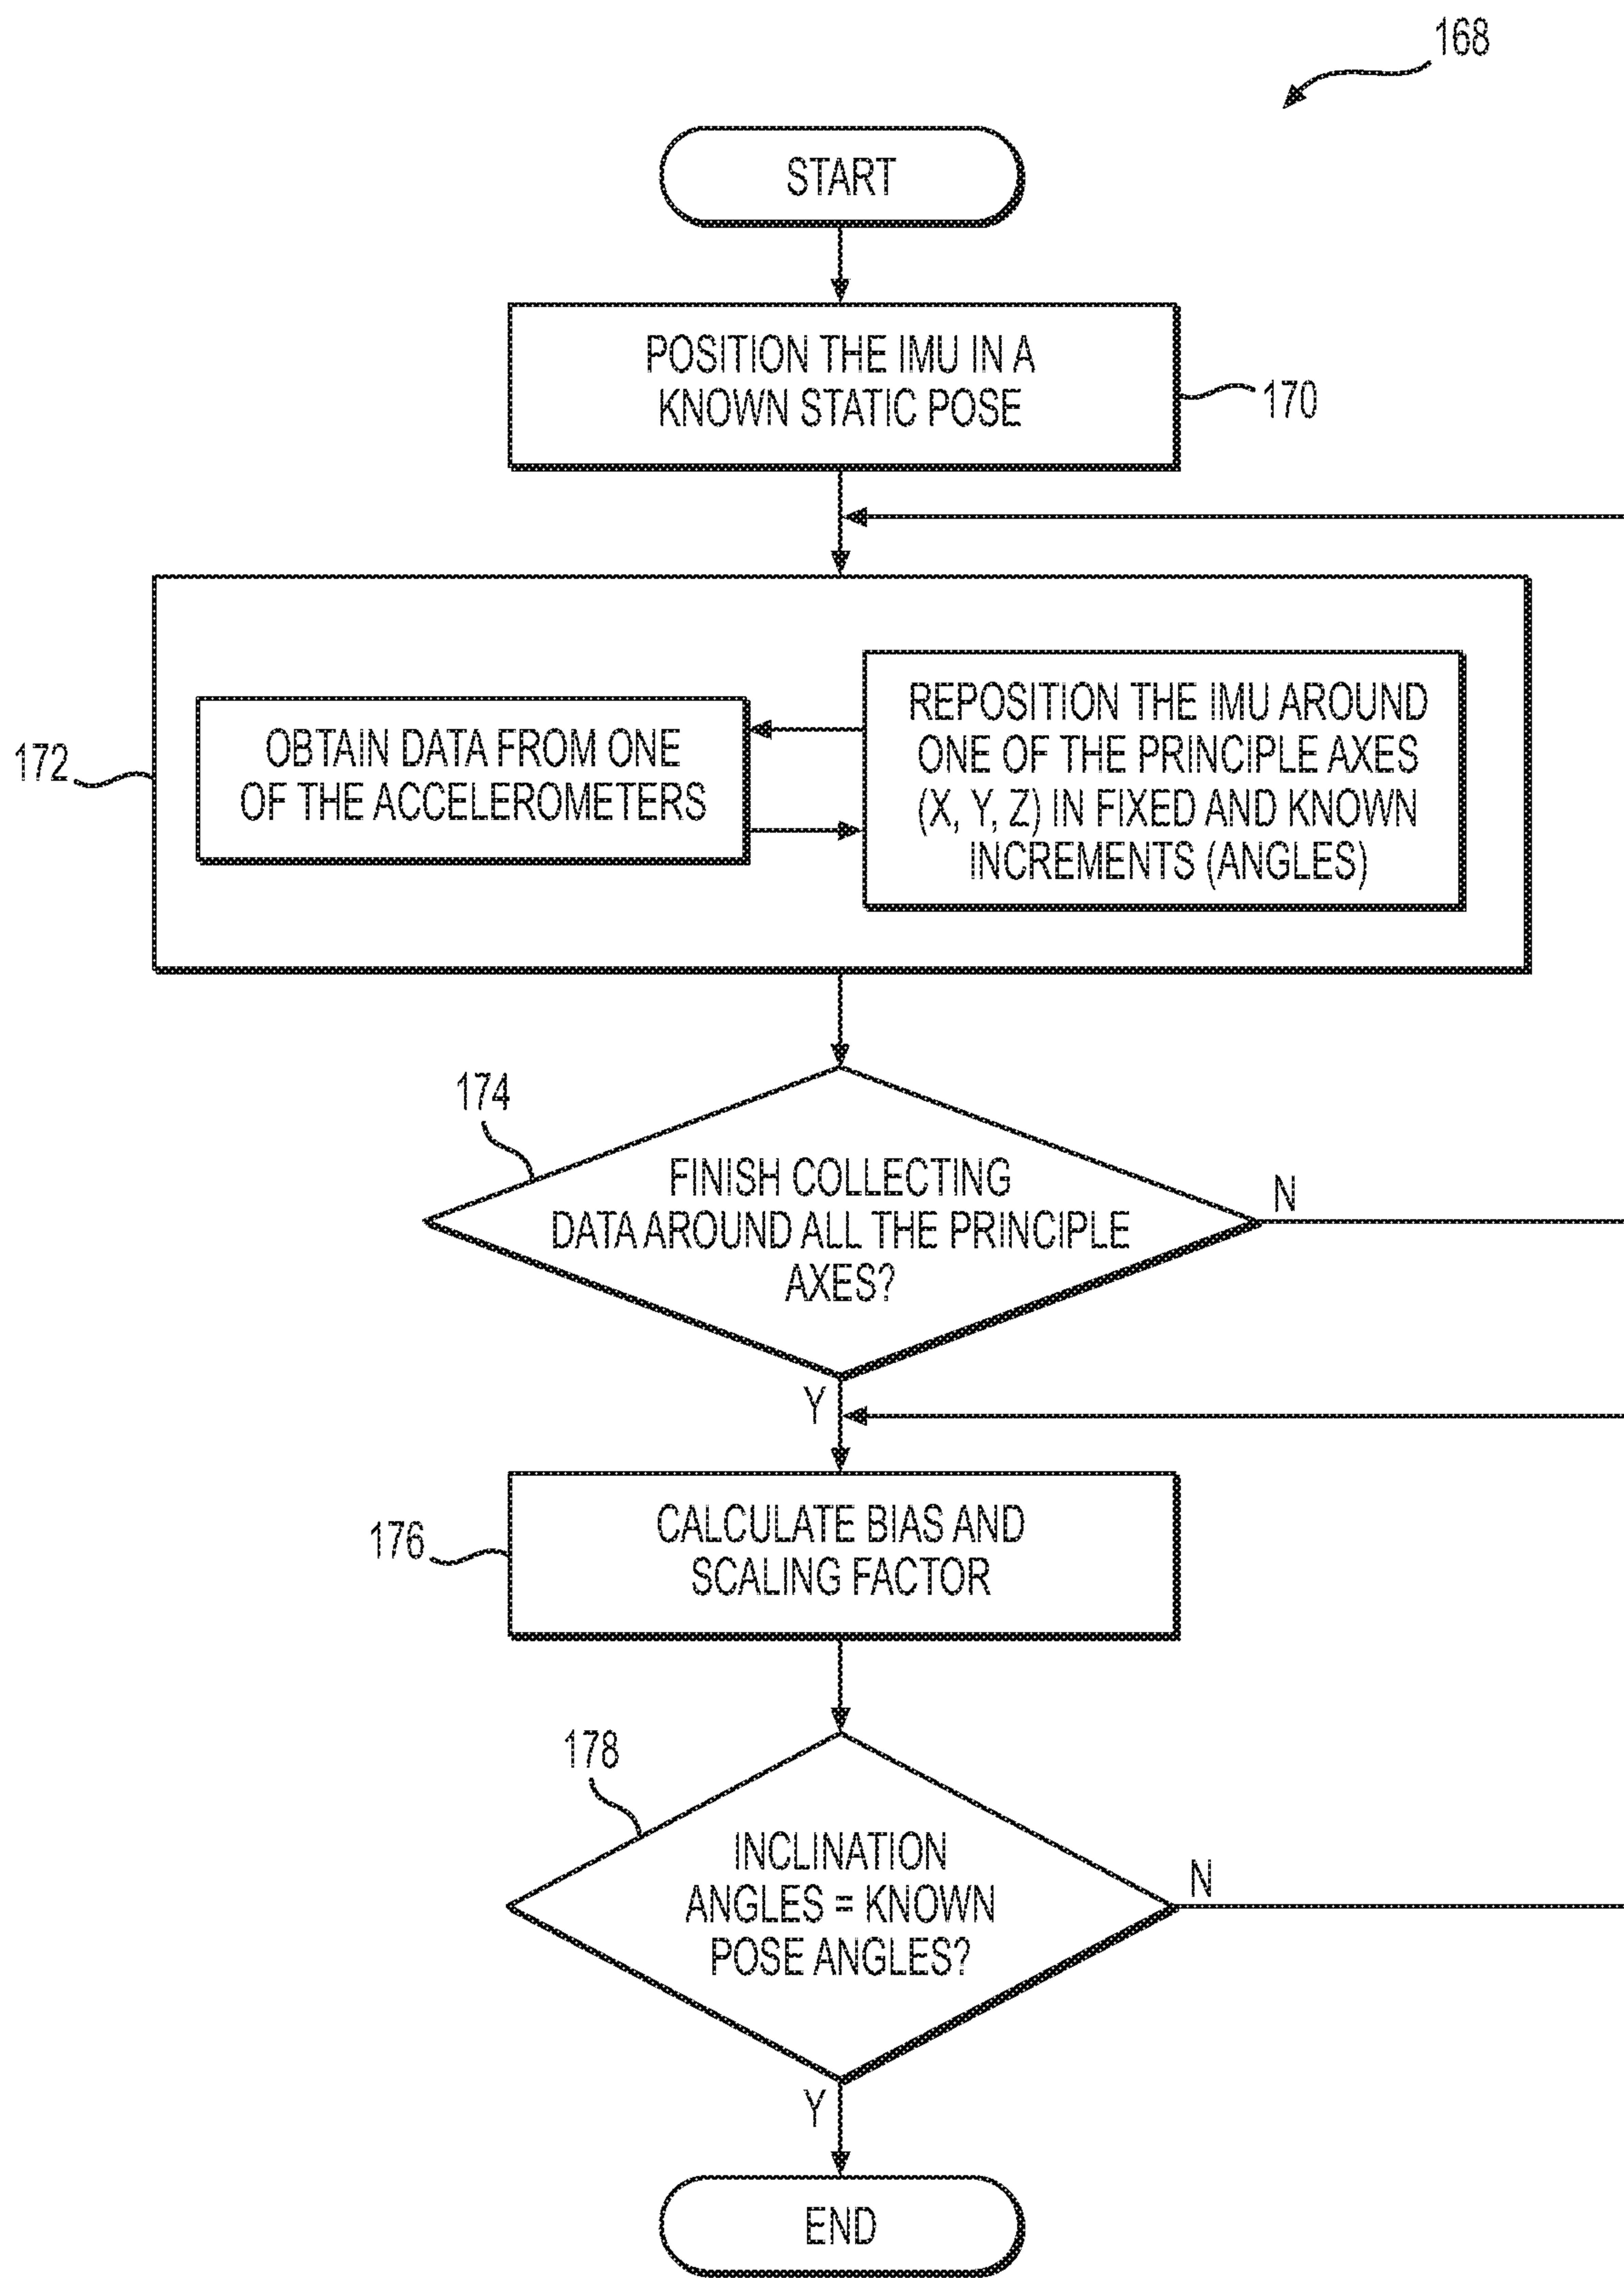 168
START
POSITION THE IMU IN A
KNOWN STATIC POSE
170
172
OBTAIN DATA FROM ONE
OF THE ACCELEROMETERS
REPOSITION THE IMU AROUND
ONE OF THE PRINCIPLE AXES
(X, Y, Z) IN FIXED AND KNOWN
INCREMENTS (ANGLES)
174
FINISH COLLECTING
DATA AROUND ALL THE PRINCIPLE
AXES?
N
Y
176
CALCULATE BIAS AND
SCALING FACTOR
178
INCLINATION
ANGLES = KNOWN
POSE ANGLES?
N
Y
END